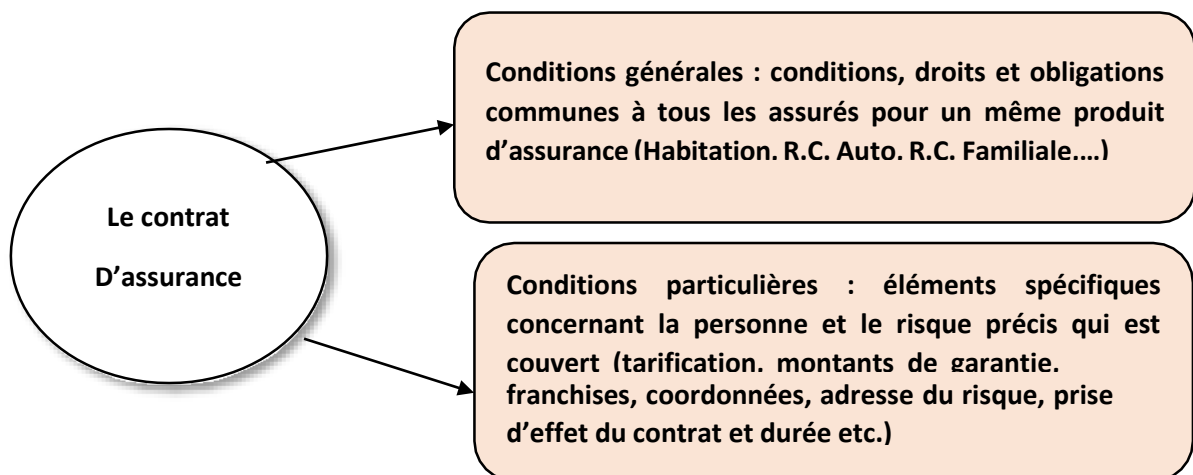 Le contrat
D'assurance
Conditions générales : conditions, droits et obligations
communes à tous les assurés pour un même produit
d'assurance (Habitation, R.C. Auto, R.C. Familiale,...)
Conditions particulières : éléments spécifiques
concernant la personne et le risque précis qui est
couvert (tarification, montants de garantie,
franchises, coordonnées, adresse du risque, prise
d'effet du contrat et durée etc.)